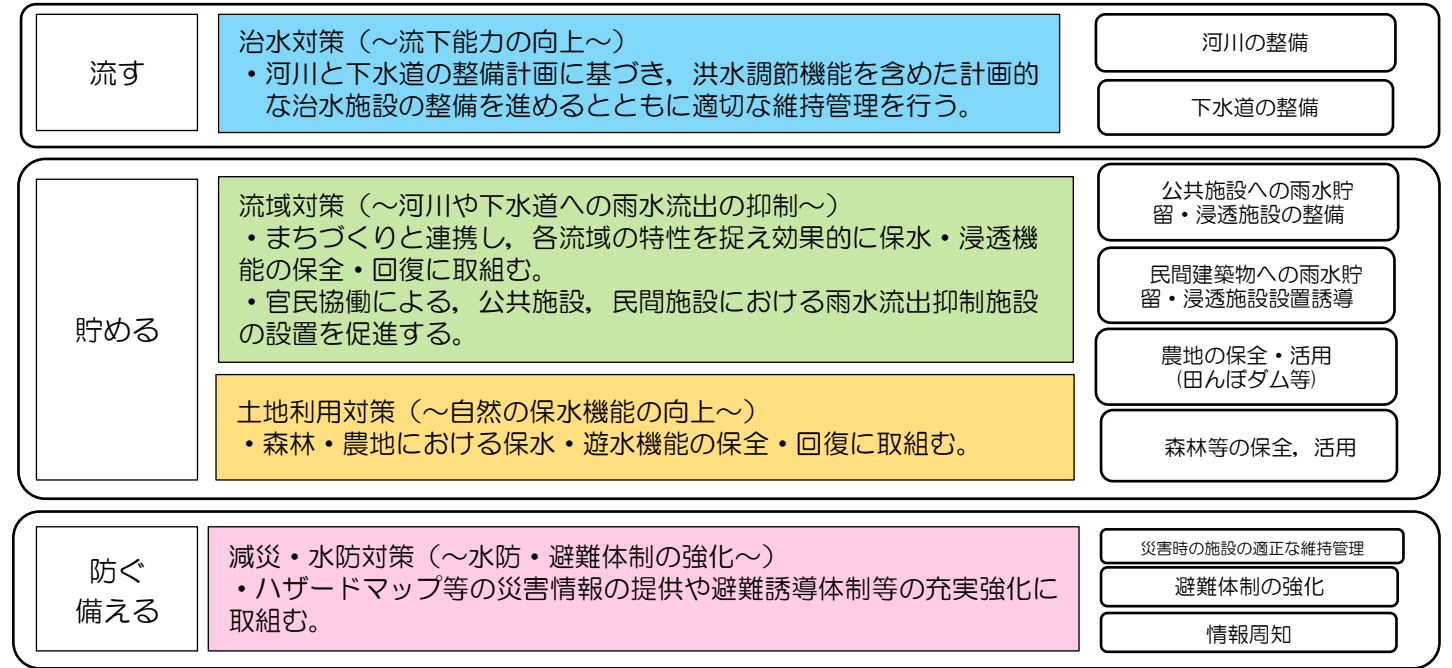 流す
治水対策（～流下能力の向上～）
・河川と下水道の整備計画に基づき，洪水調節機能を含めた計画的
な治水施設の整備を進めるとともに適切な維持管理を行う。
河川の整備
下水道の整備
貯める
流域対策（～河川や下水道への雨水流出の抑制～）
・まちづくりと連携し，各流域の特性を捉え効果的に保水・浸透機
能の保全・回復に取組む。
・官民協働による，公共施設，民間施設における雨水流出抑制施設
の設置を促進する。
土地利用対策（～自然の保水機能の向上～）
・森林・農地における保水・遊水機能の保全・回復に取組む。
公共施設への雨水貯
留・浸透施設の整備
民間建築物への雨水貯
留・浸透施設設置誘導
農地の保全・活用
(田んぼダム等)
森林等の保全，活用
防ぐ
備える
減災・水防対策（～水防・避難体制の強化～）
・ハザードマップ等の災害情報の提供や避難誘導体制等の充実強化に
取組む。
災害時の施設の適正な維持管理
避難体制の強化
情報周知